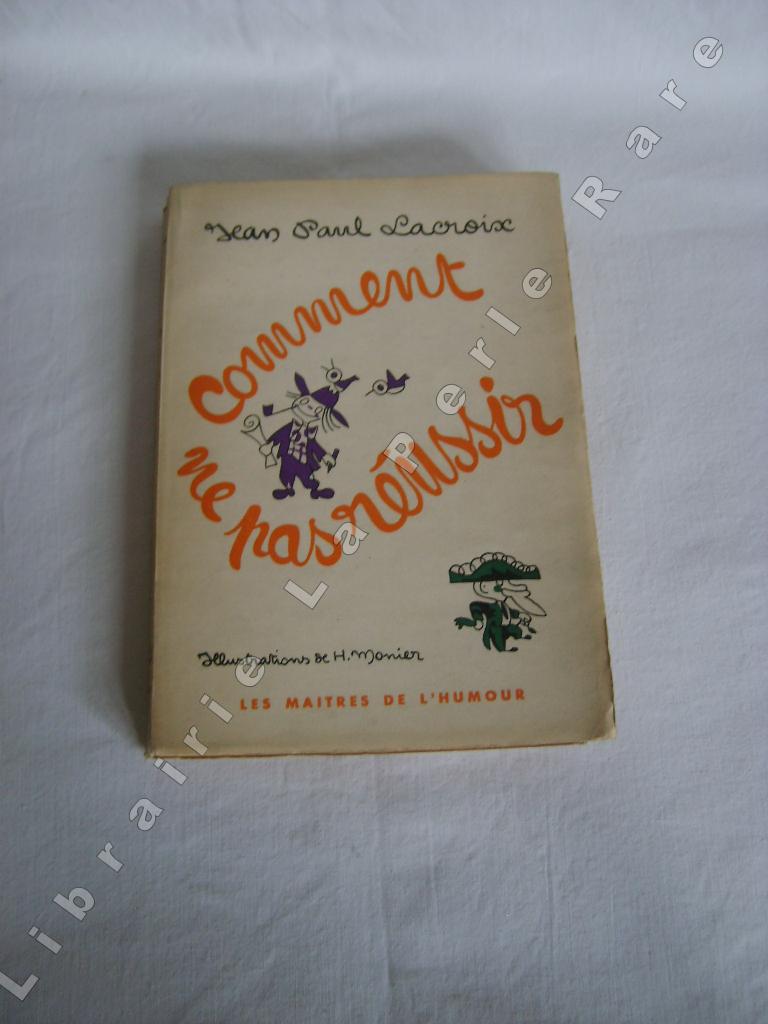 Jean Paul Lacroix
comment
ne pas réussir
Illustrations de H. Monier
LES MAITRES DE L'HUMOUR
Librairie La Perle Rare